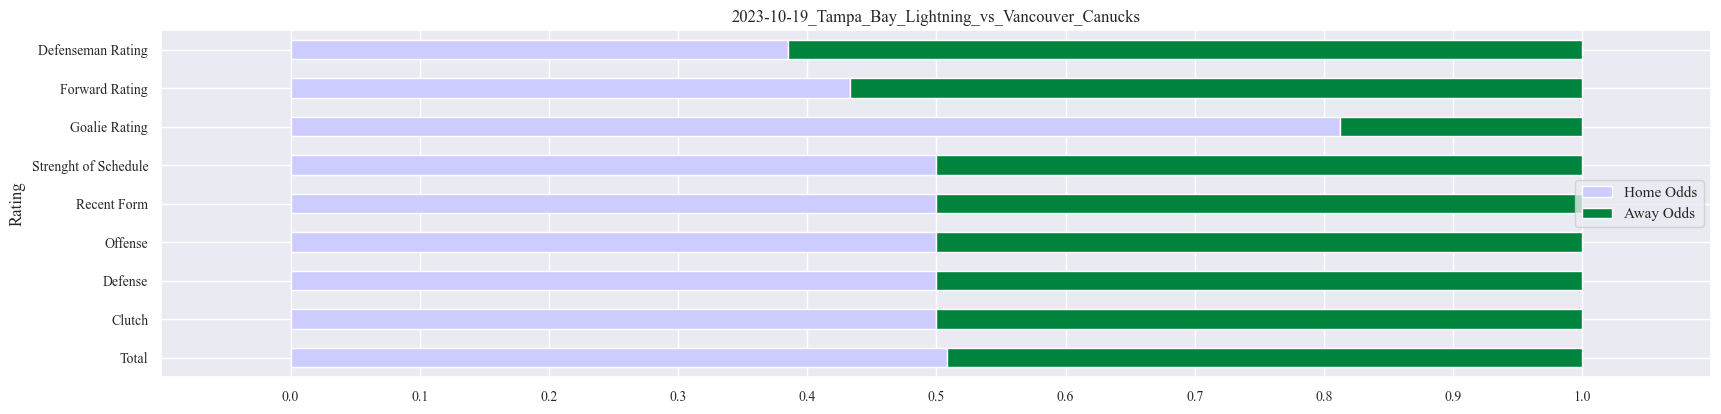 2023-10-19_Tampa_Bay_Lightning_vs_Vancouver_Canucks
Rating
Defenseman Rating
Forward Rating
Goalie Rating
Strenght of Schedule
Recent Form
Offense
Defense
Clutch
Total
Home Odds
Away Odds
0.0 0.1 0.2 0.3 0.4 0.5 0.6 0.7 0.8 0.9 1.0